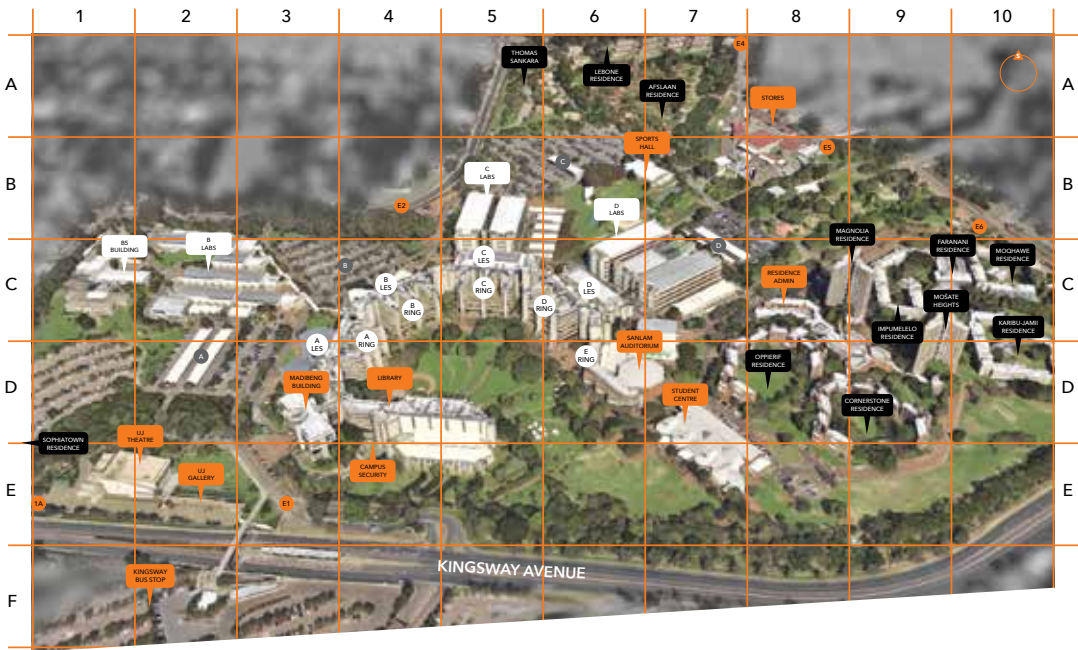 1 2 3 4 5 6 7 8 9 10
A
A
E4
THOMAS
SANKARA
LEBONE
RESIDENCE
AFSLAAN
RESIDENCE
STORES
S
B
B
SPORTS
HALL
E5
C
C
LABS
E2
D
LABS
E6
C
C
BS
BUILDING
B
LABS
B
C
LES
B
LES
C
RING
B
RING
D
LES
D
RING
D
MAGNOLIA
RESIDENCE
FARANANI
RESIDENCE
MOQHAWE
RESIDENCE
RESIDENCE
ADMIN
MOŠATE
HEIGHTS
IMPUMELELO
RESIDENCE
KARIBU-JAMII
RESIDENCE
D
D
A
A
LES
A
RING
E
RING
SANLAM
AUDITORIUM
MADIBENG
BUILDING
LIBRARY
STUDENT
CENTRE
OPPIERIF
RESIDENCE
CORNERSTONE
RESIDENCE
E
E
SOPHIATOWN
RESIDENCE
UJ
THEATRE
UJ
GALLERY
CAMPUS
SECURITY
1A
E1
F
F
KINGSWAY AVENUE
KINGSWAY
BUS STOP